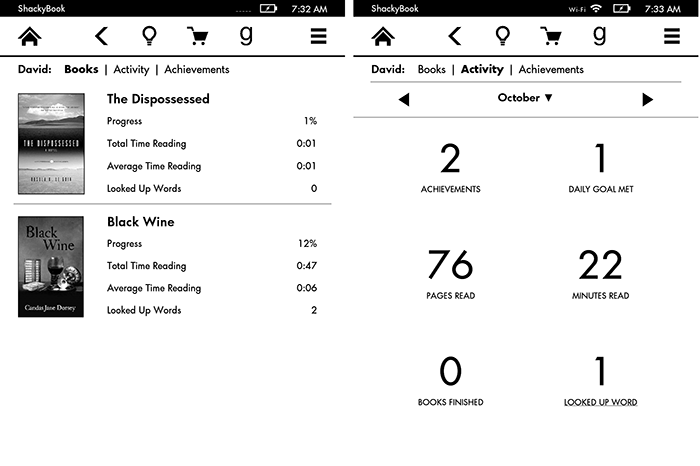 ShackyBook 7:32 AM
g
David: Books | Activity | Achievements
THE DISPOSSESSED
A NOVEL
URSULA K. LE GUIN
The Dispossessed
Progress 1%
Total Time Reading 0:01
Average Time Reading 0:01
Looked Up Words 0
Black
Wine
Candas Jane Dorsey
Black Wine
Progress 12%
Total Time Reading 0:47
Average Time Reading 0:06
Looked Up Words 2
ShackyBook Wi-Fi 7:33 AM
g
David: Books | Activity | Achievements
◀ October ▼ ▶
2 1
ACHIEVEMENTS DAILY GOAL MET
76 22
PAGES READ MINUTES READ
0 1
BOOKS FINISHED LOOKED UP WORD